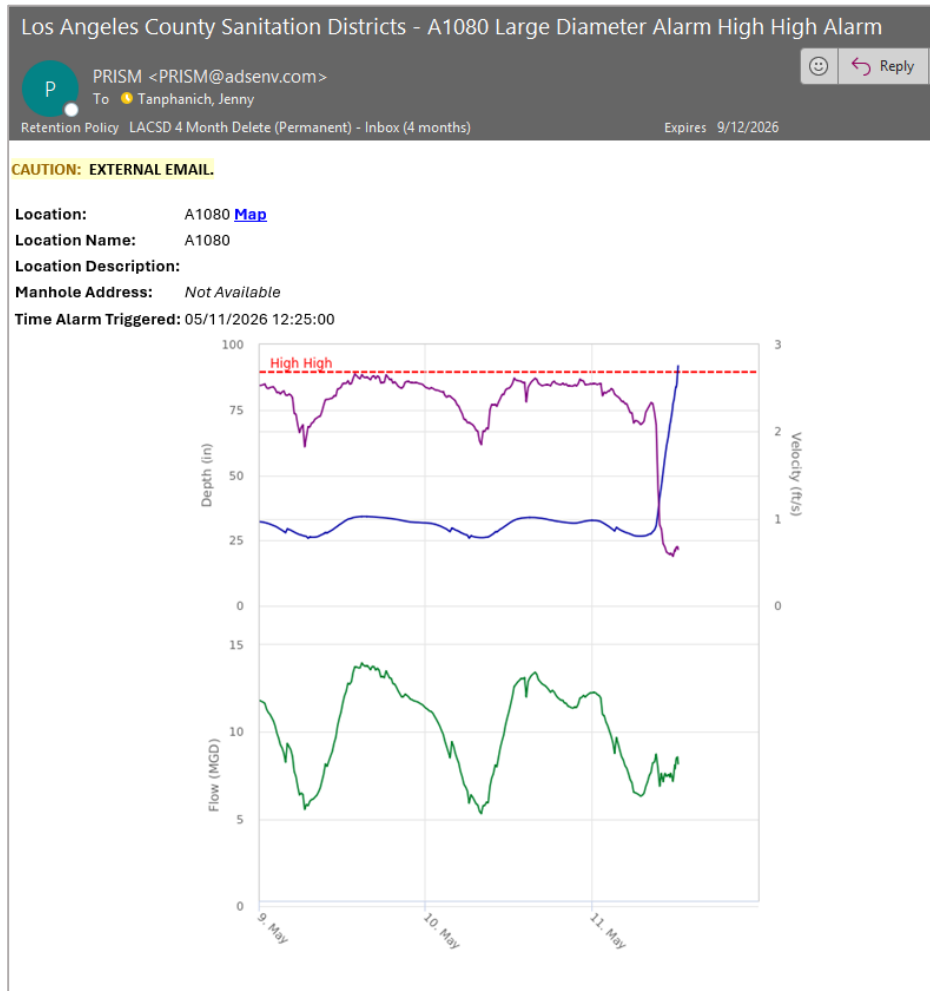 Los Angeles County Sanitation Districts - A1080 Large Diameter Alarm High High Alarm
P
PRISM <PRISM@adsenv.com>
To Tanphanich, Jenny
Reply
Retention Policy LACSD 4 Month Delete (Permanent) - Inbox (4 months)
Expires 9/12/2026
CAUTION: EXTERNAL EMAIL.
Location: A1080 Map
Location Name: A1080
Location Description:
Manhole Address: Not Available
Time Alarm Triggered: 05/11/2026 12:25:00
100
3
High High
75
2
Depth (in)
Velocity (ft/s)
50
1
25
0
0
15
10
Flow (MGD)
5
0
9. May
10. May
11. May